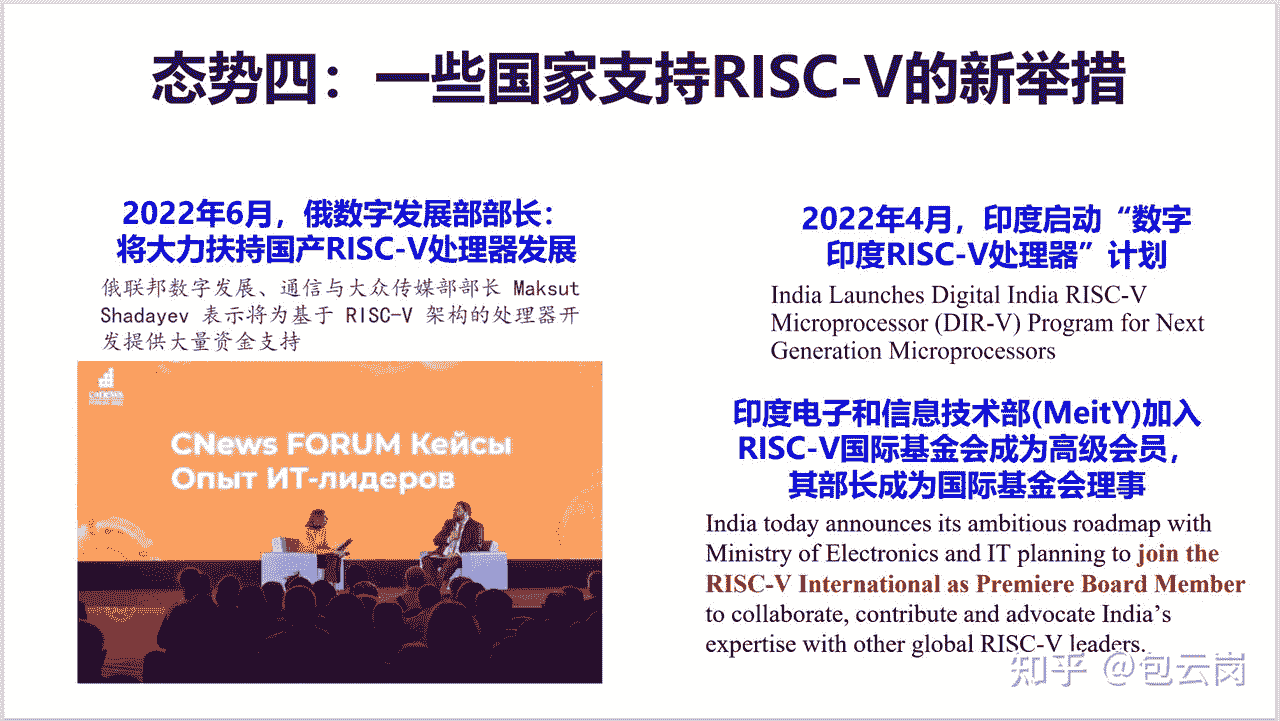 态势四：一些国家支持RISC-V的新举措
2022年6月，俄数字发展部部长：
将大力扶持国产RISC-V处理器发展
俄联邦数字发展、通信与大众传媒部部长 Maksut
Shadayev 表示将为基于 RISC-V 架构的处理器开
发提供大量资金支持
CNews FORUM Кейсы
Опыт ИТ-лидеров
2022年4月，印度启动“数字
印度RISC-V处理器”计划
India Launches Digital India RISC-V
Microprocessor (DIR-V) Program for Next
Generation Microprocessors
印度电子和信息技术部(MeitY)加入
RISC-V国际基金会成为高级会员，
其部长成为国际基金会理事
India today announces its ambitious roadmap with
Ministry of Electronics and IT planning to join the
RISC-V International as Premiere Board Member
to collaborate, contribute and advocate India’s
expertise with other global RISC-V leaders.
知乎 @包云岗